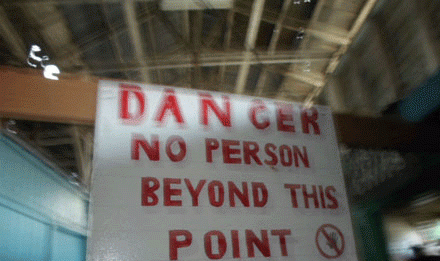 DANGER
NO PERSON
BEYOND THIS
POINT